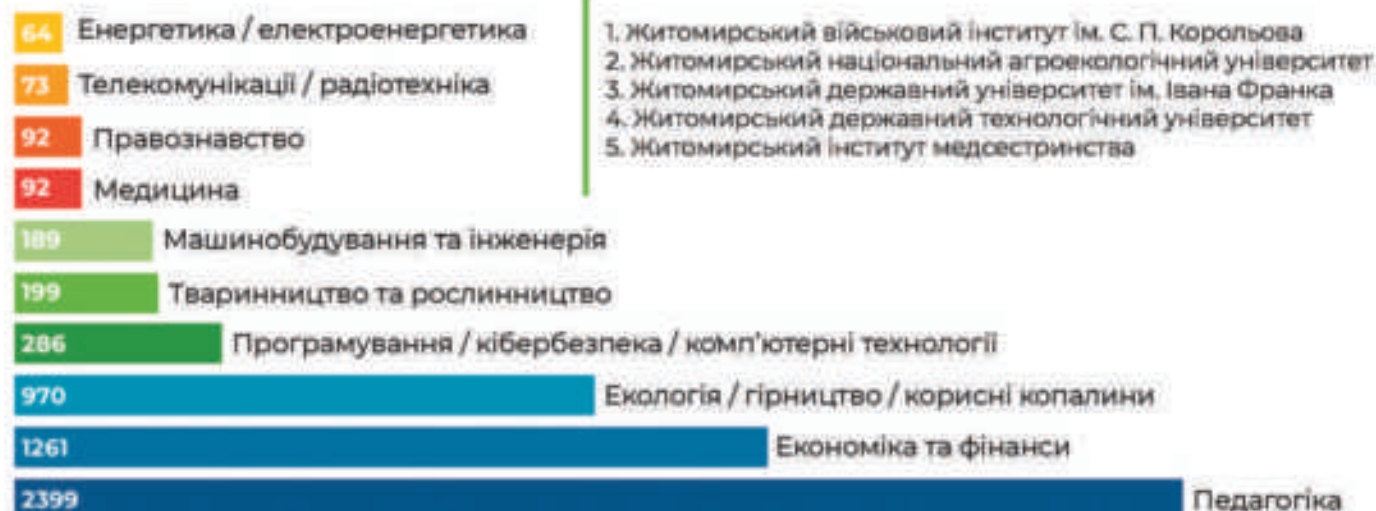 64 Енергетика / електроенергетика
73 Телекомунікації / радіотехніка
92 Правознавство
92 Медицина
189 Машинобудування та інженерія
199 Тваринництво та рослинництво
286 Програмування / кібербезпека / комп'ютерні технології
970 Екологія / гірництво / корисні копалини
1261 Економіка та фінанси
2399 Педагогіка
1. Житомирський військовий інститут ім. С. П. Корольова
2. Житомирський національний агроекологічний університет
3. Житомирський державний університет ім. Івана Франка
4. Житомирський державний технологічний університет
5. Житомирський інститут медсестринства